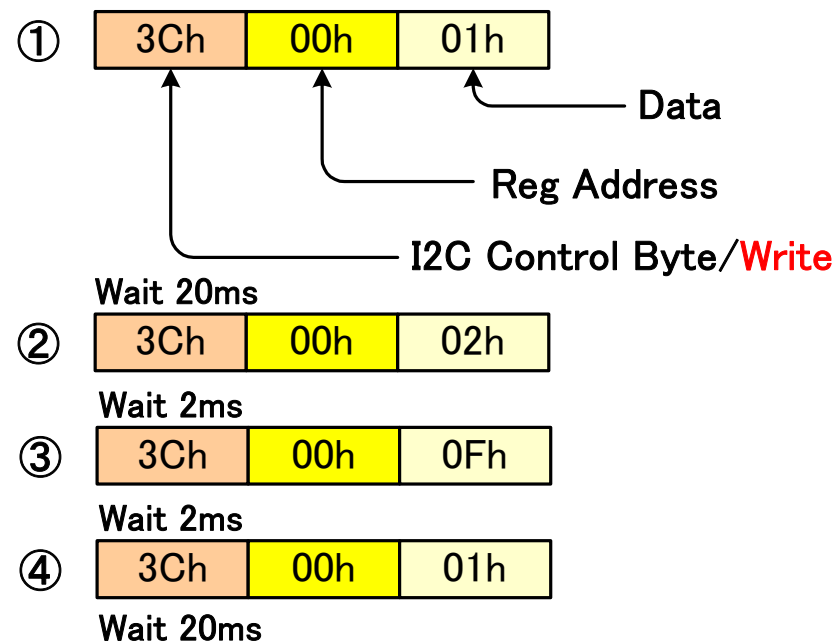 ① 3Ch 00h 01h
Data
Reg Address
I2C Control Byte/Write
Wait 20ms
② 3Ch 00h 02h
Wait 2ms
③ 3Ch 00h 0Fh
Wait 2ms
④ 3Ch 00h 01h
Wait 20ms